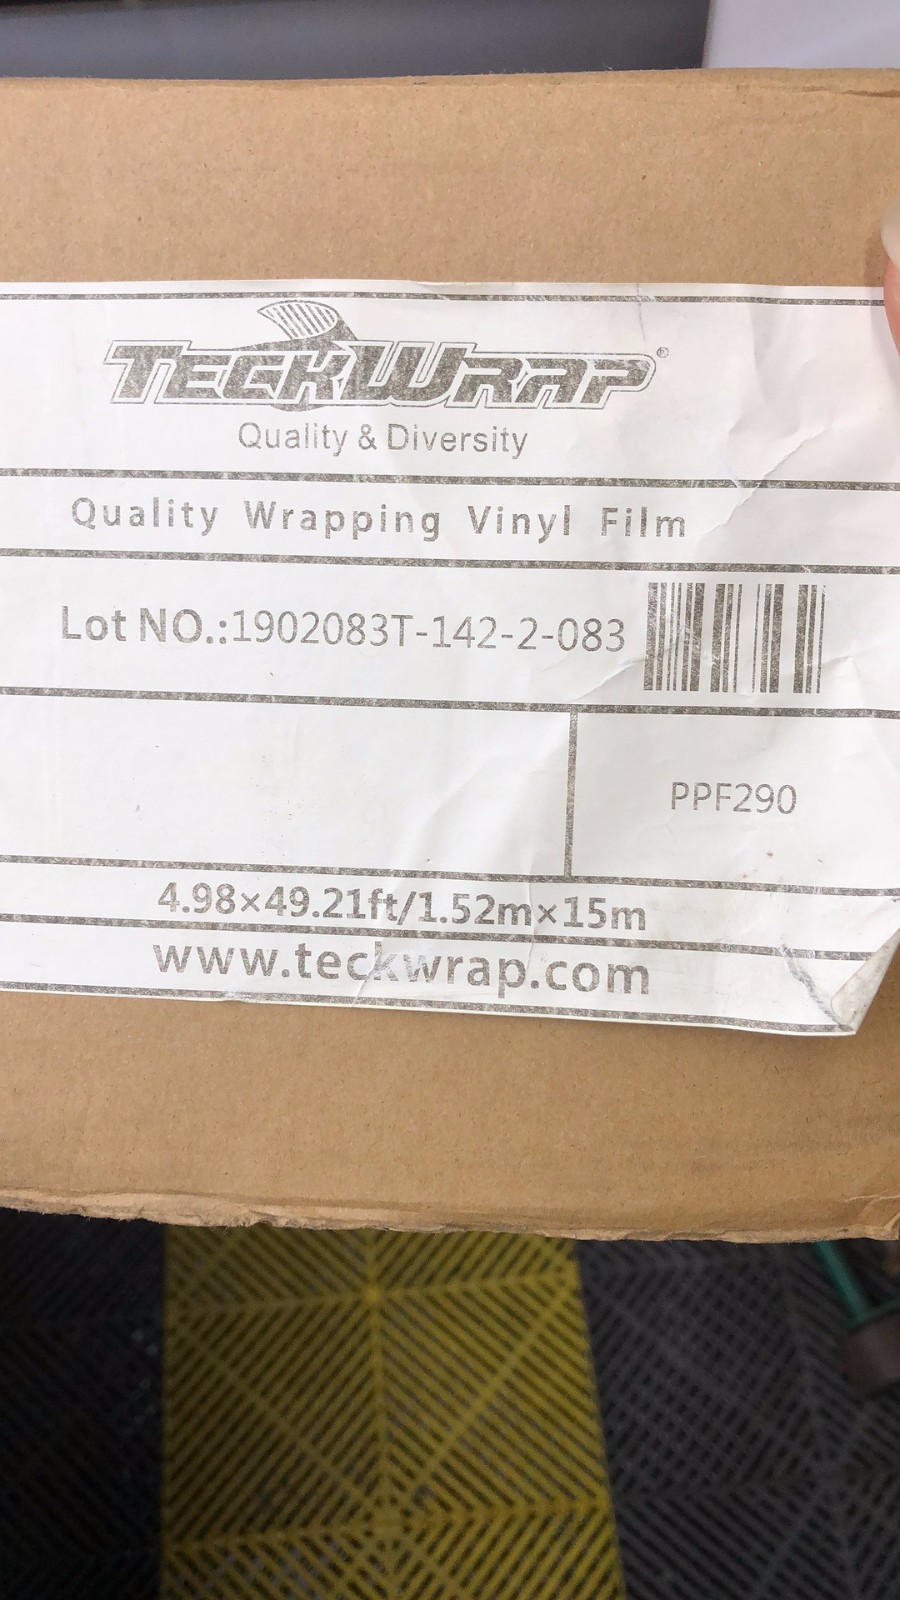 TECKWRAP®
Quality & Diversity
Quality Wrapping Vinyl Film
Lot NO.:1902083T-142-2-083
PPF290
4.98×49.21ft/1.52m×15m
www.teckwrap.com